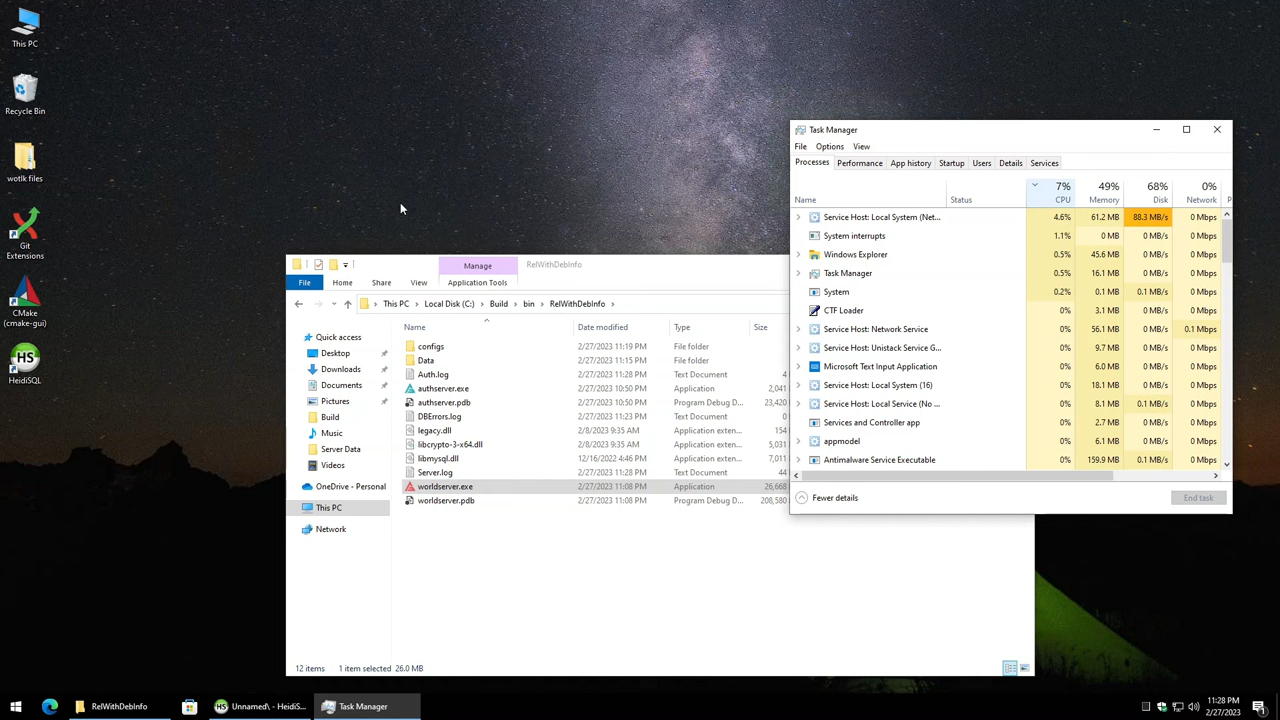 This PC
Recycle Bin
wotlk files
Git
Extensions
CMake
(cmake-gui)
HS
HeidiSQL
Manage
RelWithDebInfo
File
Home
Share
View
Application Tools
This PC
Local Disk (C:)
Build
bin
RelWithDebInfo
Quick access
Desktop
Downloads
Documents
Pictures
Build
Music
Server Data
Videos
OneDrive - Personal
This PC
Network
Name Date modified Type Size
configs 2/27/2023 11:19 PM File folder
Data 2/27/2023 11:15 PM File folder
Auth.log 2/27/2023 11:28 PM Text Document 4
authserver.exe 2/27/2023 10:50 PM Application 2,041
authserver.pdb 2/27/2023 10:50 PM Program Debug D... 23,420
DBErrors.log 2/27/2023 11:23 PM Text Document 0
legacy.dll 2/8/2023 9:35 AM Application exten... 154
libcrypto-3-x64.dll 2/8/2023 9:35 AM Application exten... 5,031
libmysql.dll 12/16/2022 4:46 PM Application exten... 7,011
Server.log 2/27/2023 11:28 PM Text Document 44
worldserver.exe 2/27/2023 11:08 PM Application 26,668
worldserver.pdb 2/27/2023 11:08 PM Program Debug D... 208,580
12 items 1 item selected 26.0 MB
Task Manager
File Options View
Processes Performance App history Startup Users Details Services
7% 49% 68% 0%
Name Status CPU Memory Disk Network
Service Host: Local System (Net... 4.6% 61.2 MB 88.3 MB/s 0 Mbps
System interrupts 1.1% 0 MB 0 MB/s 0 Mbps
Windows Explorer 0.5% 45.6 MB 0 MB/s 0 Mbps
Task Manager 0.5% 16.1 MB 0 MB/s 0 Mbps
System 0.2% 0.1 MB 0.1 MB/s 0 Mbps
CTF Loader 0% 3.1 MB 0 MB/s 0 Mbps
Service Host: Network Service 0% 56.1 MB 0 MB/s 0.1 Mbps
Service Host: Unistack Service G... 0% 9.7 MB 0 MB/s 0 Mbps
Microsoft Text Input Application 0% 6.0 MB 0 MB/s 0 Mbps
Service Host: Local System (16) 0% 18.1 MB 0 MB/s 0 Mbps
Service Host: Local Service (No ... 0% 8.1 MB 0.1 MB/s 0 Mbps
Services and Controller app 0% 2.7 MB 0 MB/s 0 Mbps
appmodel 0% 6.1 MB 0 MB/s 0 Mbps
Antimalware Service Executable 0% 159.9 MB 0.1 MB/s 0 Mbps
Fewer details
End task
RelWithDebInfo
HS Unnamed\ - HeidiS...
Task Manager
11:28 PM
2/27/2023
1